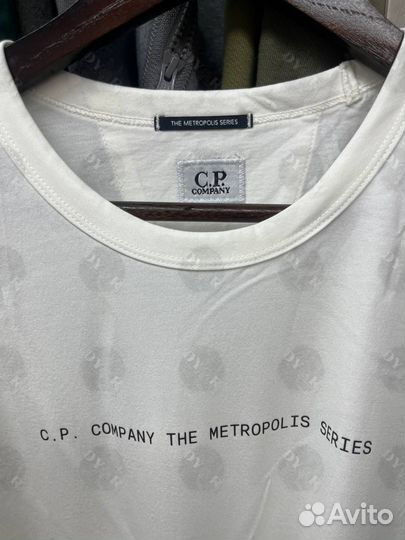 THE METROPOLIS SERIES
C.P.
COMPANY
C.P. COMPANY THE METROPOLIS SERIES
Avito